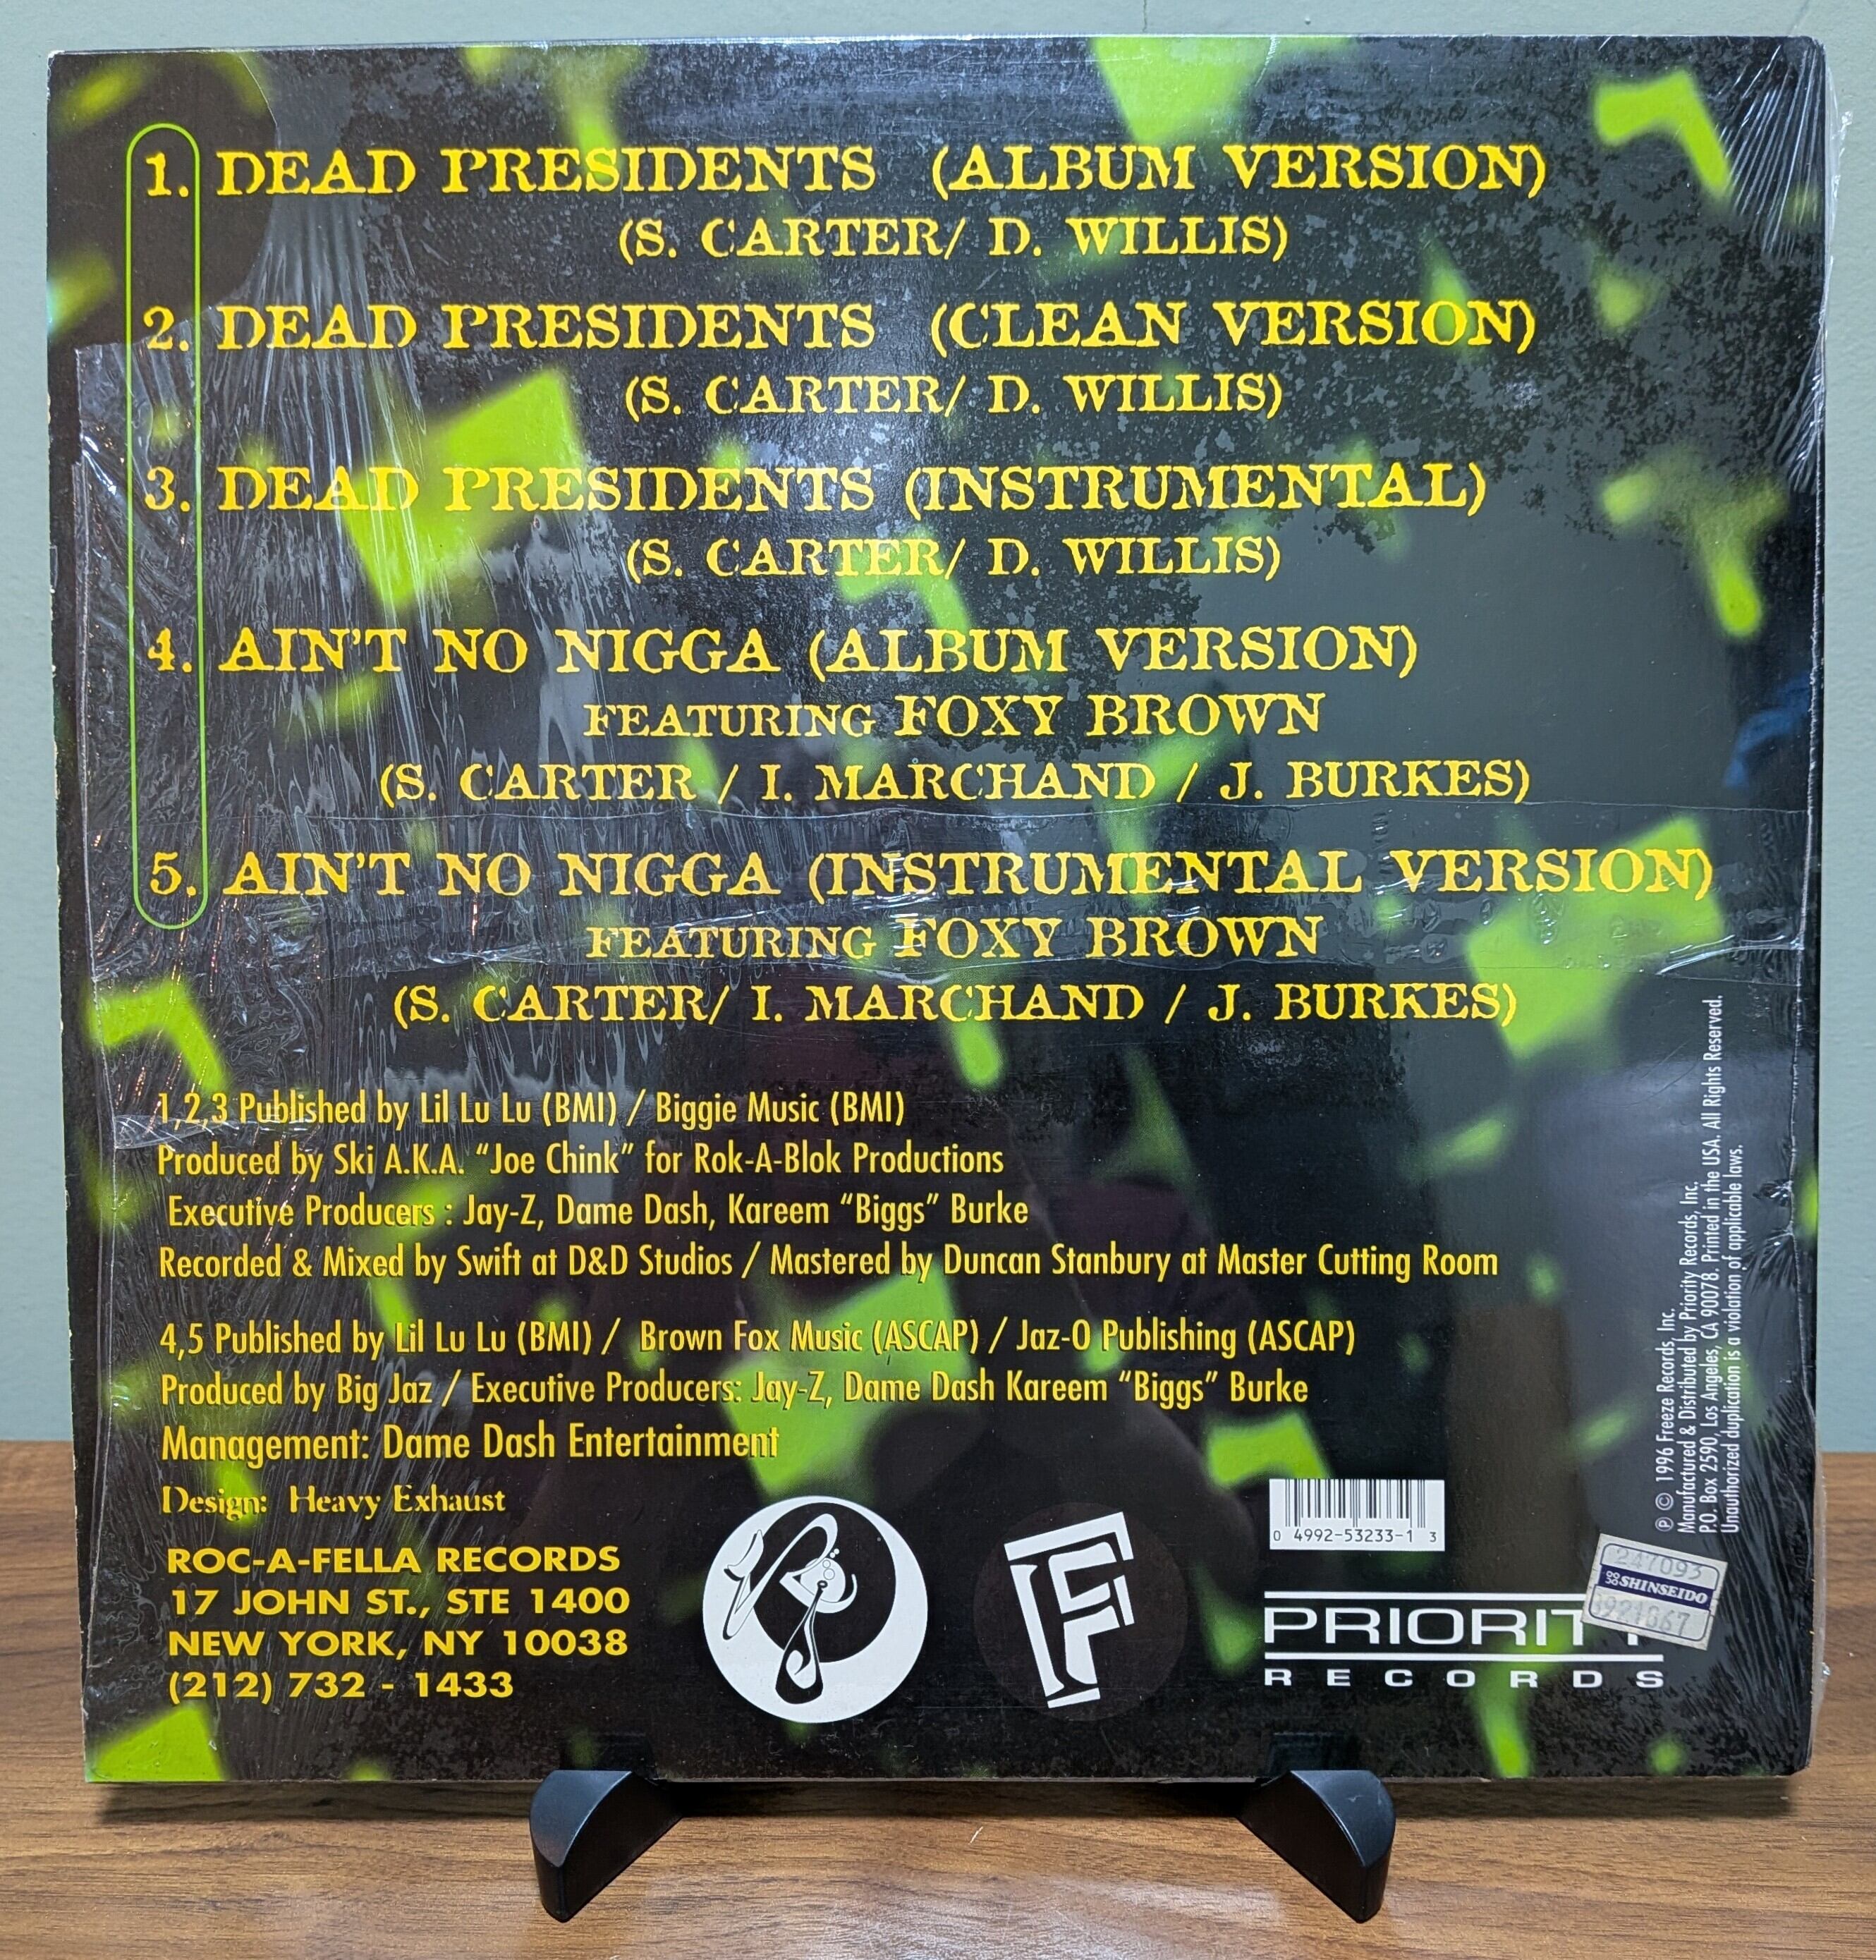 1. DEAD PRESIDENTS (ALBUM VERSION)
(S. CARTER/ D. WILLIS)
2. DEAD PRESIDENTS (CLEAN VERSION)
(S. CARTER/ D. WILLIS)
3. DEAD PRESIDENTS (INSTRUMENTAL)
(S. CARTER/ D. WILLIS)
4. AIN'T NO NIGGA (ALBUM VERSION)
FEATURING FOXY BROWN
(S. CARTER / I. MARCHAND / J. BURKES)
5. AIN'T NO NIGGA (INSTRUMENTAL VERSION)
FEATURING FOXY BROWN
(S. CARTER/ I. MARCHAND / J. BURKES)
1,2,3 Published by Lil Lu Lu (BMI) / Biggie Music (BMI)
Produced by Ski A.K.A. “Joe Chink” for Rok-A-Blok Productions
Executive Producers : Jay-Z, Dame Dash, Kareem “Biggs” Burke
Recorded & Mixed by Swift at D&D Studios / Mastered by Duncan Stanbury at Master Cutting Room
4,5 Published by Lil Lu Lu (BMI) / Brown Fox Music (ASCAP) / Jaz-O Publishing (ASCAP)
Produced by Big Jaz / Executive Producers: Jay-Z, Dame Dash Kareem “Biggs” Burke
Management: Dame Dash Entertainment
Design: Heavy Exhaust
ROC-A-FELLA RECORDS
17 JOHN ST., STE 1400
NEW YORK, NY 10038
(212) 732 - 1433
R
F
0 4992-53233-1 3
PRIORITY
RECORDS
247093
SHINSEIDO
℗ © 1996 Freeze Records, Inc.
Manufactured & Distributed by Priority Records, Inc.
P.O. Box 2590, Los Angeles, CA 90078. Printed in the USA. All Rights Reserved.
Unauthorized duplication is a violation of applicable laws.